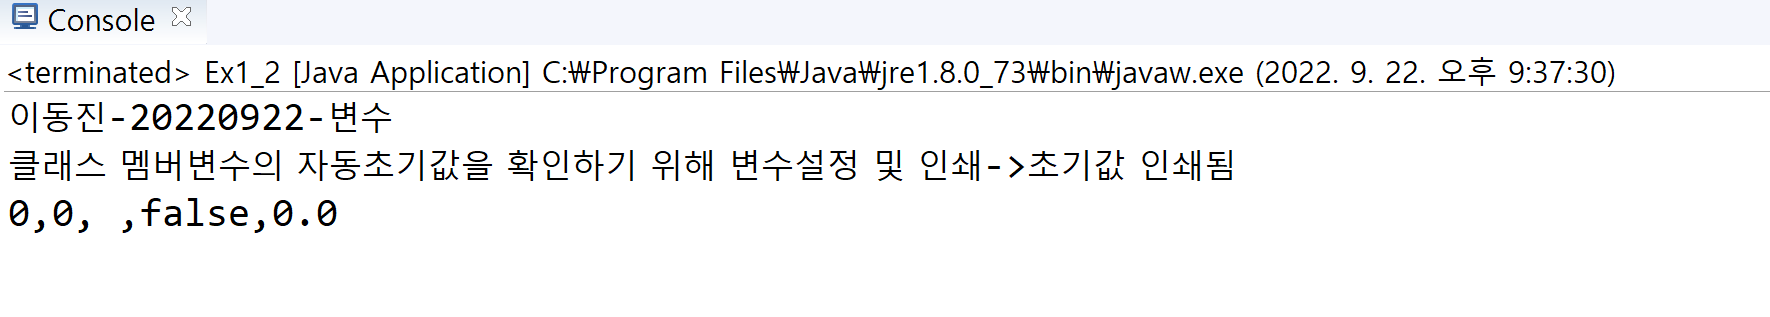 Console
<terminated> Ex1_2 [Java Application] C:₩Program Files₩Java₩jre1.8.0_73₩bin₩javaw.exe (2022. 9. 22. 오후 9:37:30)
이동진-20220922-변수
클래스 멤버변수의 자동초기값을 확인하기 위해 변수설정 및 인쇄->초기값 인쇄됨
0,0, ,false,0.0